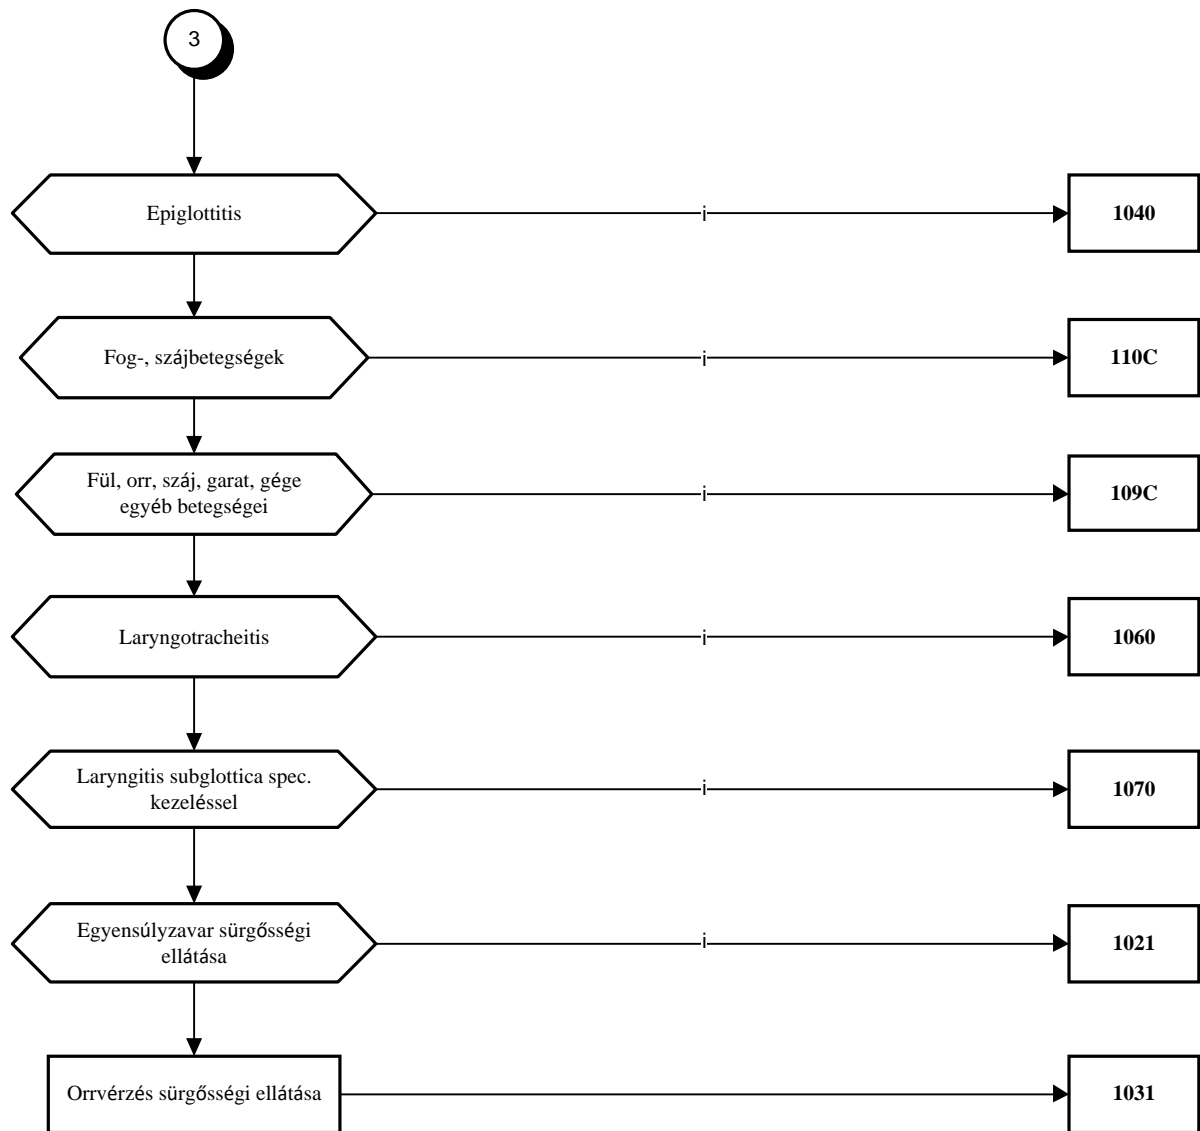 3
Epiglottitis
i
1040
Fog-, szájbetegségek
i
110C
Fül, orr, száj, garat, gége
egyéb betegségei
i
109C
Laryngotracheitis
i
1060
Laryngitis subglottica spec.
kezeléssel
i
1070
Egyensúlyzavar sürgősségi
ellátása
i
1021
Orrvérzés sürgősségi ellátása
1031